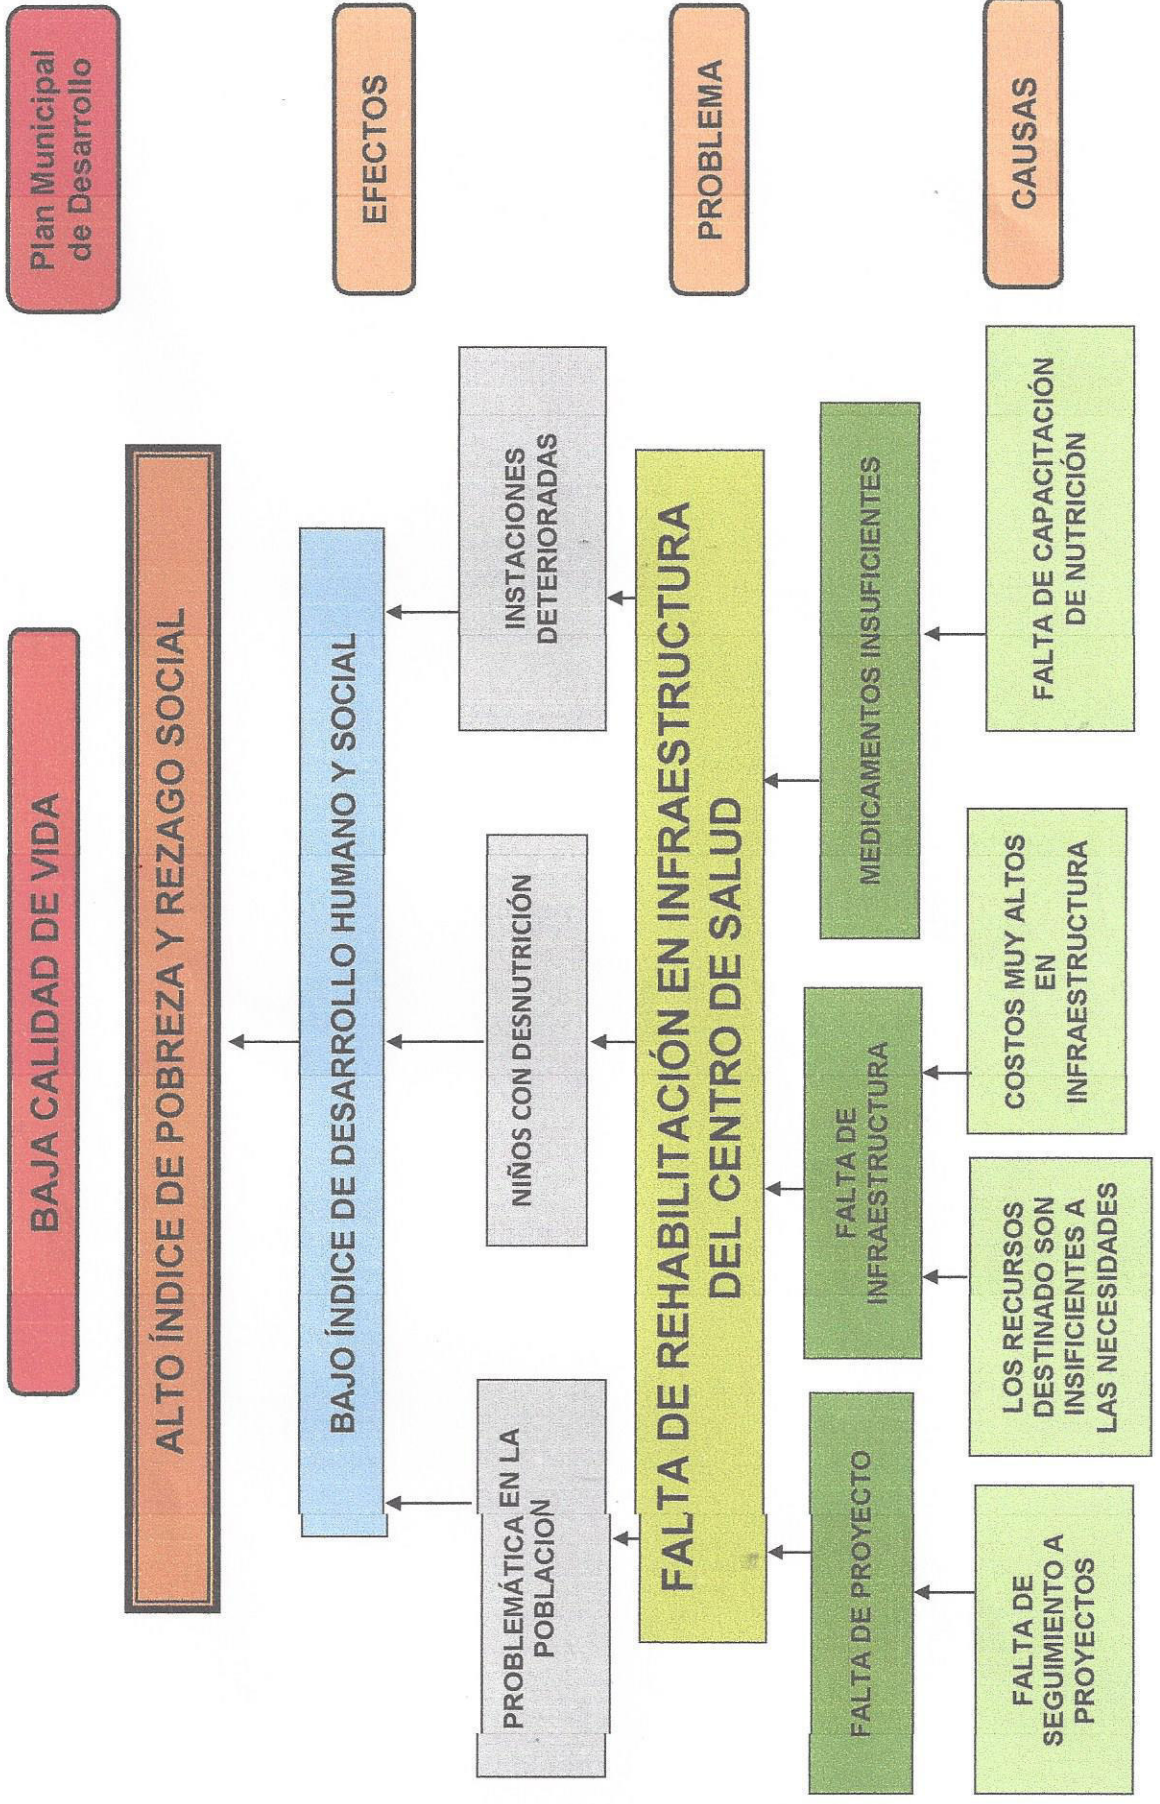 BAJA CALIDAD DE VIDA
Plan Municipal
de Desarrollo
ALTO ÍNDICE DE POBREZA Y REZAGO SOCIAL
BAJO ÍNDICE DE DESARROLLO HUMANO Y SOCIAL
EFECTOS
PROBLEMÁTICA EN LA
POBLACION
NIÑOS CON DESNUTRICIÓN
INSTACIONES
DETERIORADAS
FALTA DE REHABILITACIÓN EN INFRAESTRUCTURA
DEL CENTRO DE SALUD
PROBLEMA
FALTA DE PROYECTO
FALTA DE
INFRAESTRUCTURA
MEDICAMENTOS INSUFICIENTES
FALTA DE
SEGUIMIENTO A
PROYECTOS
LOS RECURSOS
DESTINADO SON
INSIFICIENTES A
LAS NECESIDADES
COSTOS MUY ALTOS
EN
INFRAESTRUCTURA
FALTA DE CAPACITACIÓN
DE NUTRICIÓN
CAUSAS